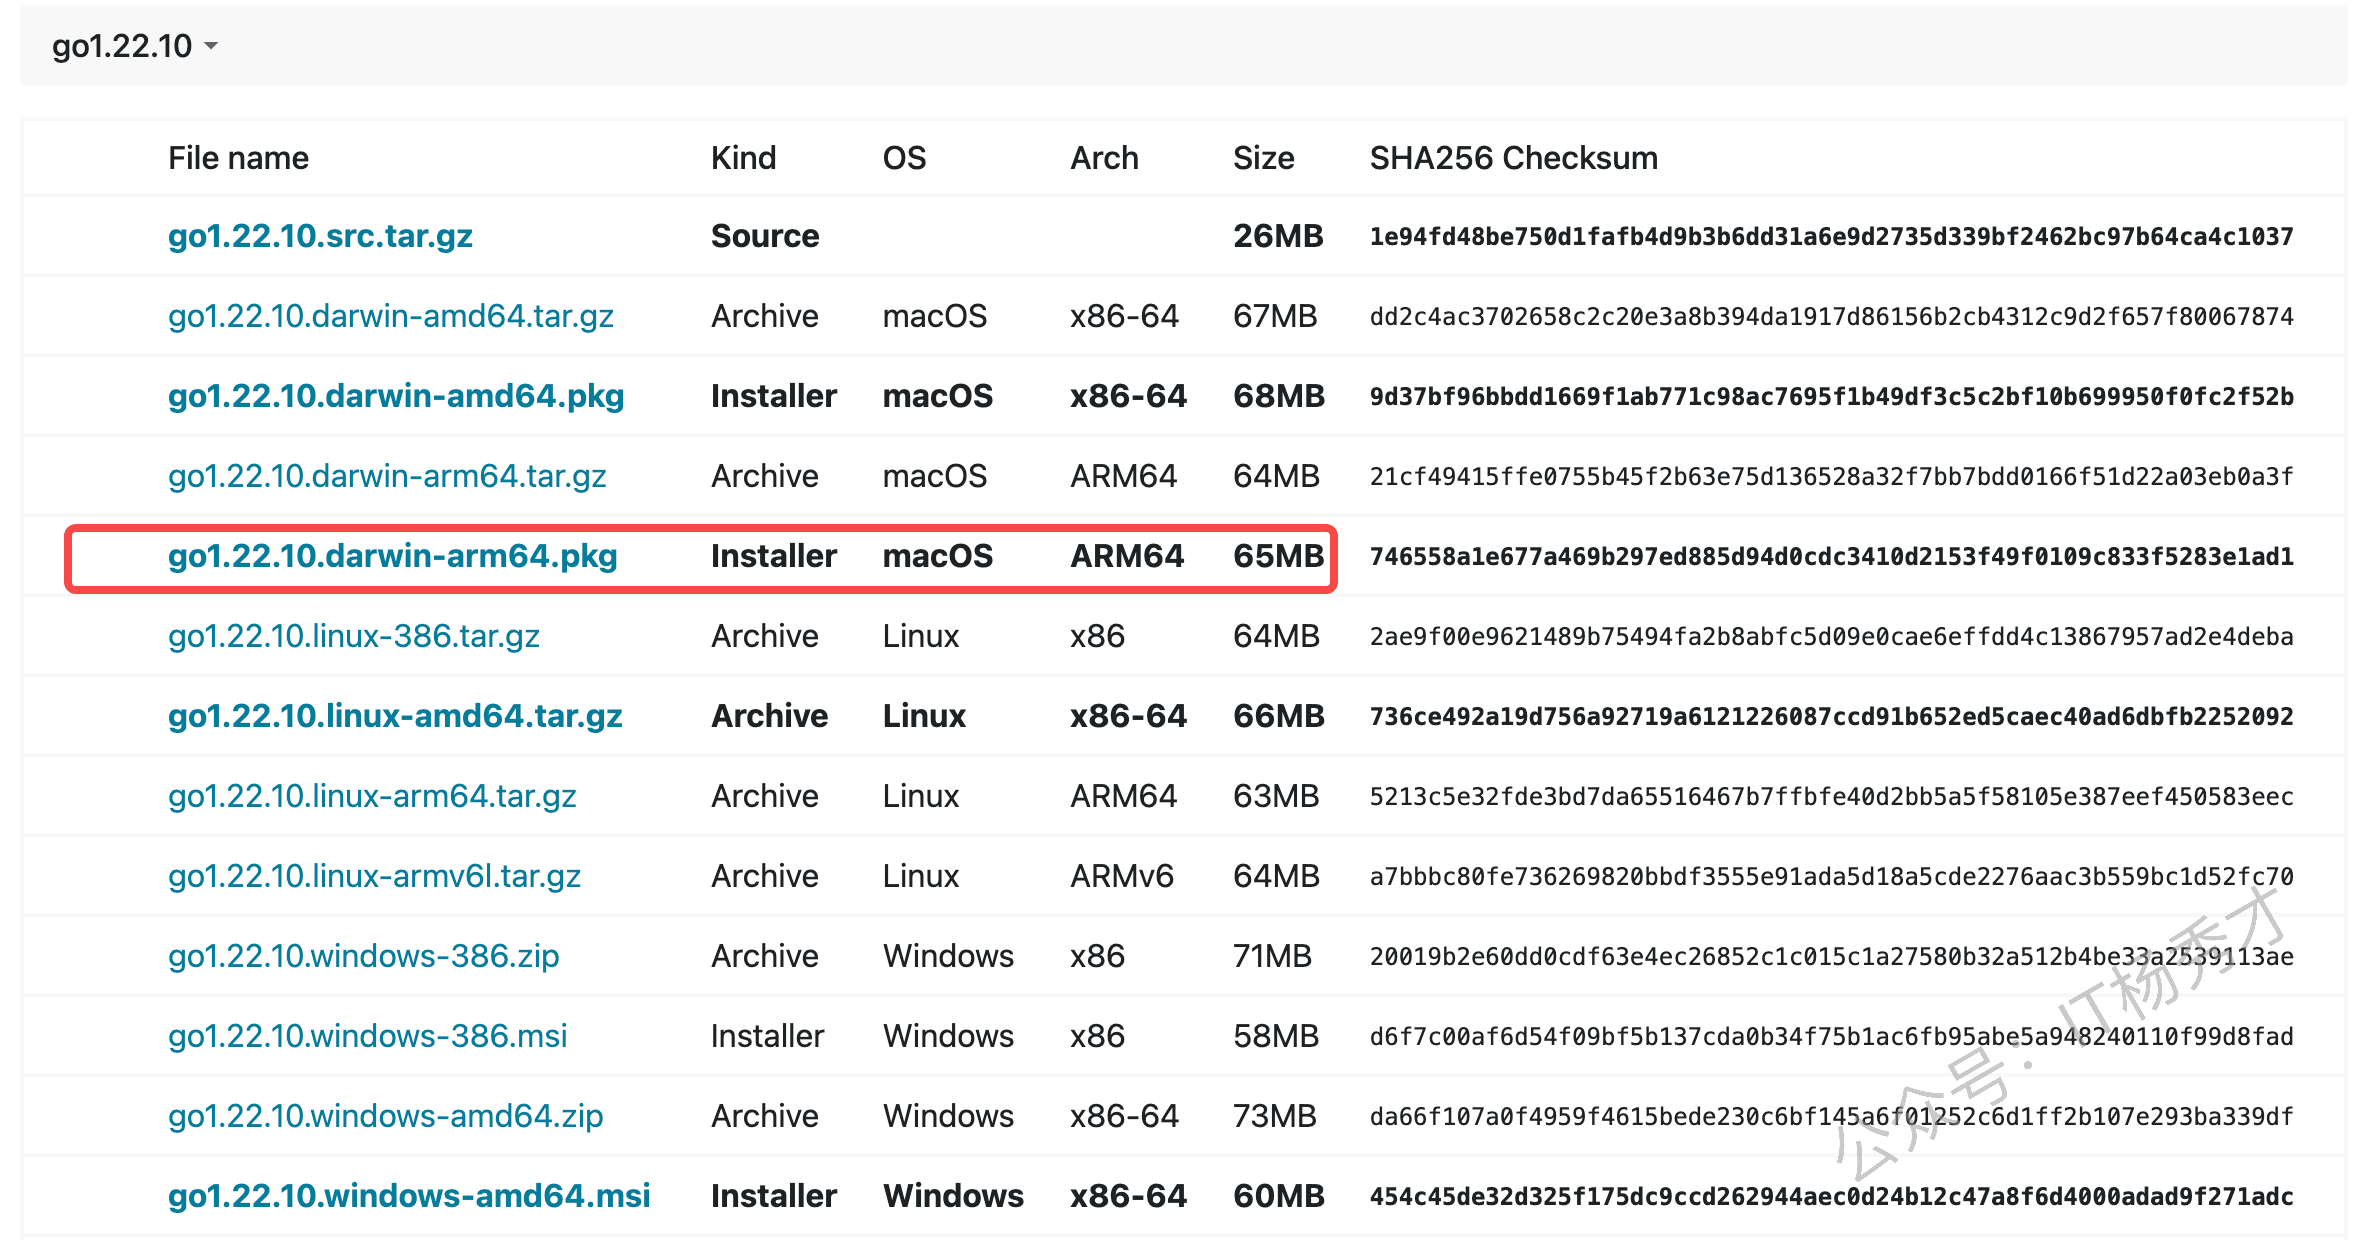 go1.22.10
File name Kind OS Arch Size SHA256 Checksum
go1.22.10.src.tar.gz Source 26MB 1e94fd48be750d1fafb4d9b3b6dd31a6e9d2735d339bf2462bc97b64ca4c1037
go1.22.10.darwin-amd64.tar.gz Archive macOS x86-64 67MB dd2c4ac3702658c2c20e3a8b394da1917d86156b2cb4312c9d2f657f80067874
go1.22.10.darwin-amd64.pkg Installer macOS x86-64 68MB 9d37bf96bbdd1669f1ab771c98ac7695f1b49df3c5c2bf10b699950f0fc2f52b
go1.22.10.darwin-arm64.tar.gz Archive macOS ARM64 64MB 21cf49415ffe0755b45f2b63e75d136528a32f7bb7bdd0166f51d22a03eb0a3f
go1.22.10.darwin-arm64.pkg Installer macOS ARM64 65MB 746558a1e677a469b297ed885d94d0cdc3410d2153f49f0109c833f5283e1ad1
go1.22.10.linux-386.tar.gz Archive Linux x86 64MB 2ae9f00e9621489b75494fa2b8abfc5d09e0cae6effdd4c13867957ad2e4deba
go1.22.10.linux-amd64.tar.gz Archive Linux x86-64 66MB 736ce492a19d756a92719a6121226087ccd91b652ed5caec40ad6dbfb2252092
go1.22.10.linux-arm64.tar.gz Archive Linux ARM64 63MB 5213c5e32fde3bd7da65516467b7ffbfe40d2bb5a5f58105e387eef450583eec
go1.22.10.linux-armv6l.tar.gz Archive Linux ARMv6 64MB a7bbbc80fe736269820bbdf3555e91ada5d18a5cde2276aac3b559bc1d52fc70
go1.22.10.windows-386.zip Archive Windows x86 71MB 20019b2e60dd0cdf63e4ec26852c1c015c1a27580b32a512b4be33a2539113ae
go1.22.10.windows-386.msi Installer Windows x86 58MB d6f7c00af6d54f09bf5b137cda0b34f75b1ac6fb95abe5a948240110f99d8fad
go1.22.10.windows-amd64.zip Archive Windows x86-64 73MB da66f107a0f4959f4615bede230c6bf145a6f01252c6d1ff2b107e293ba339df
go1.22.10.windows-amd64.msi Installer Windows x86-64 60MB 454c45de32d325f175dc9ccd262944aec0d24b12c47a8f6d4000adad9f271adc
公众号：IT杨秀才